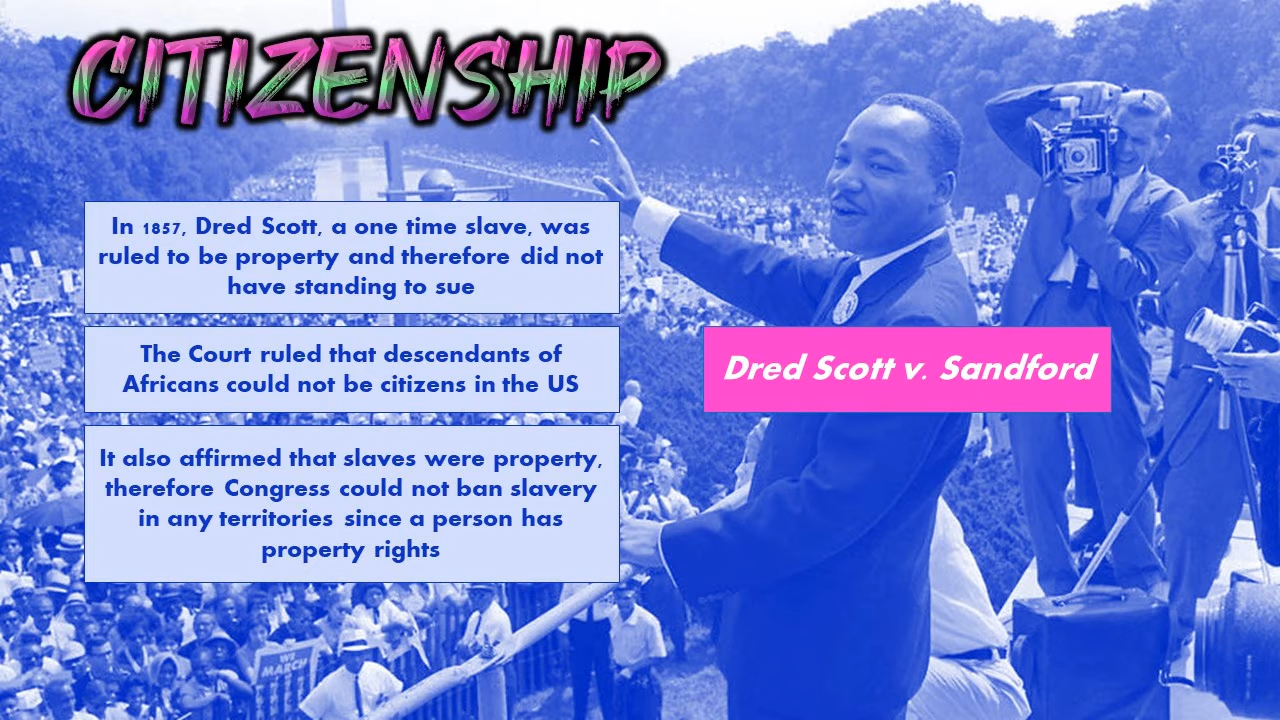 CITIZENSHIP
In 1857, Dred Scott, a one time slave, was
ruled to be property and therefore did not
have standing to sue
The Court ruled that descendants of
Africans could not be citizens in the US
Dred Scott v. Sandford
It also affirmed that slaves were property,
therefore Congress could not ban slavery
in any territories since a person has
property rights
WE
MARCH